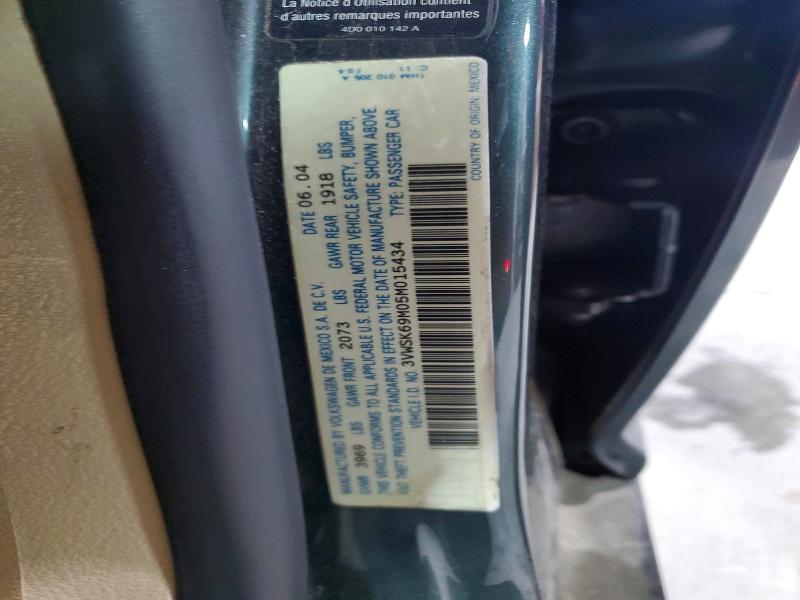 La Notice d'Utilisation contient
d'autres remarques importantes
4D0 010 142 A
MANUFACTURED BY VOLKSWAGEN DE MEXICO S.A. DE C.V. DATE 06.04
GVWR 3969 LBS GAWR FRONT 2073 LBS GAWR REAR 1918 LBS
THIS VEHICLE CONFORMS TO ALL APPLICABLE U.S. FEDERAL MOTOR VEHICLE SAFETY, BUMPER,
AND THEFT PREVENTION STANDARDS IN EFFECT ON THE DATE OF MANUFACTURE SHOWN ABOVE.
VEHICLE I.D. NO. 3VWSK69M05M015434 TYPE: PASSENGER CAR
COUNTRY OF ORIGIN: MEXICO